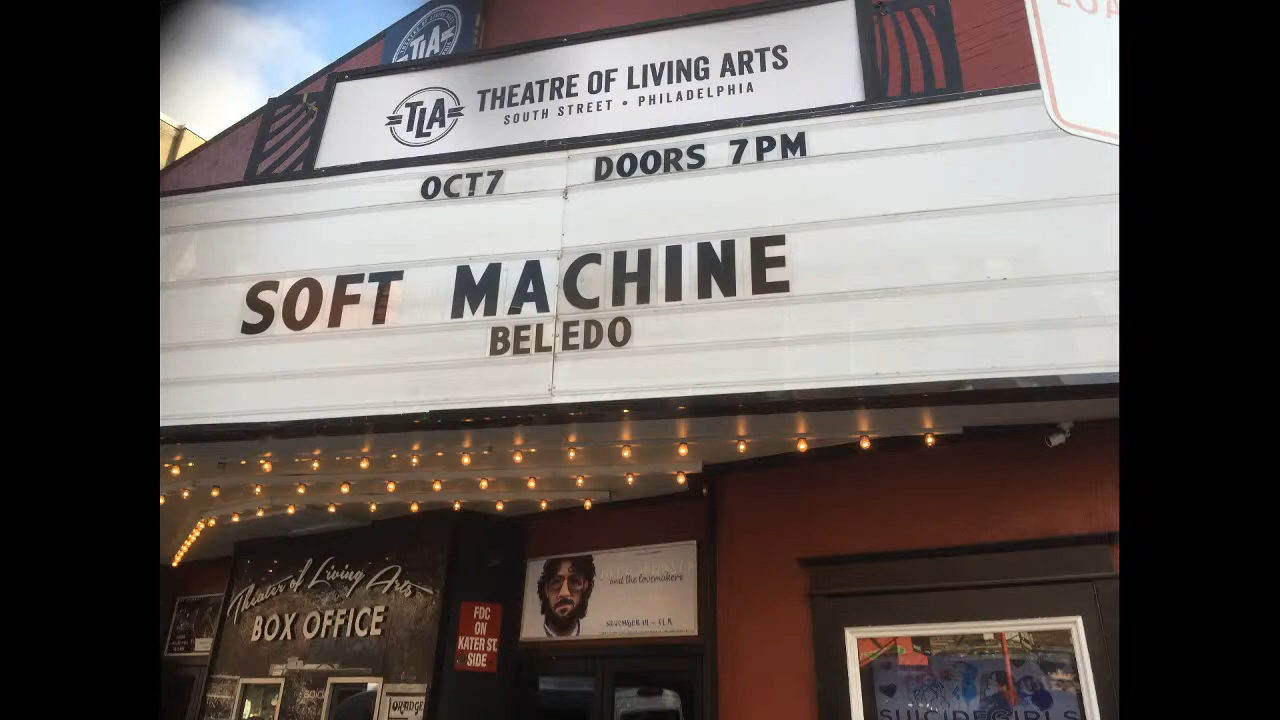 TLA
TLA
THEATRE OF LIVING ARTS
SOUTH STREET • PHILADELPHIA
OCT7 DOORS 7PM
SOFT MACHINE
BELEDO
Theater of Living Arts
BOX OFFICE
FDC
ON
KATER ST.
SIDE
and the lovemakers
SUICIDEGIRLS